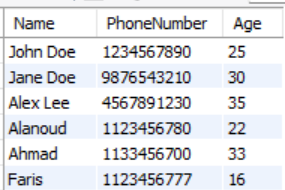 Name PhoneNumber Age
John Doe 1234567890 25
Jane Doe 9876543210 30
Alex Lee 4567891230 35
Alanoud 1123456780 22
Ahmad 1133456700 33
Faris 1123456777 16